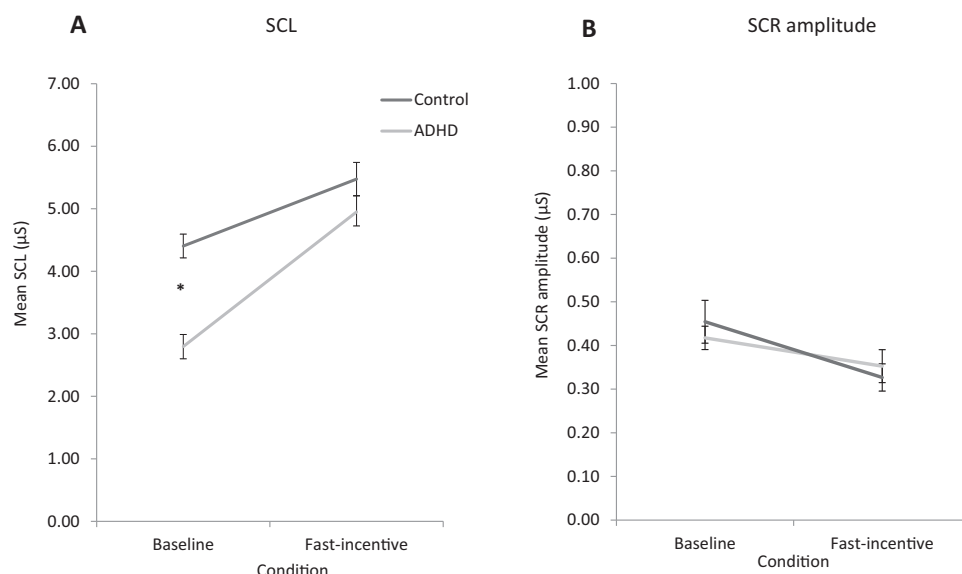 A
SCL
7.00
6.00
5.00
4.00
3.00
2.00
1.00
0.00
Mean SCL (μS)
Control
ADHD
*
Baseline
Fast-incentive
Condition
B
SCR amplitude
1.00
0.90
0.80
0.70
0.60
0.50
0.40
0.30
0.20
0.10
0.00
Mean SCR amplitude (μS)
Baseline
Fast-incentive
Condition